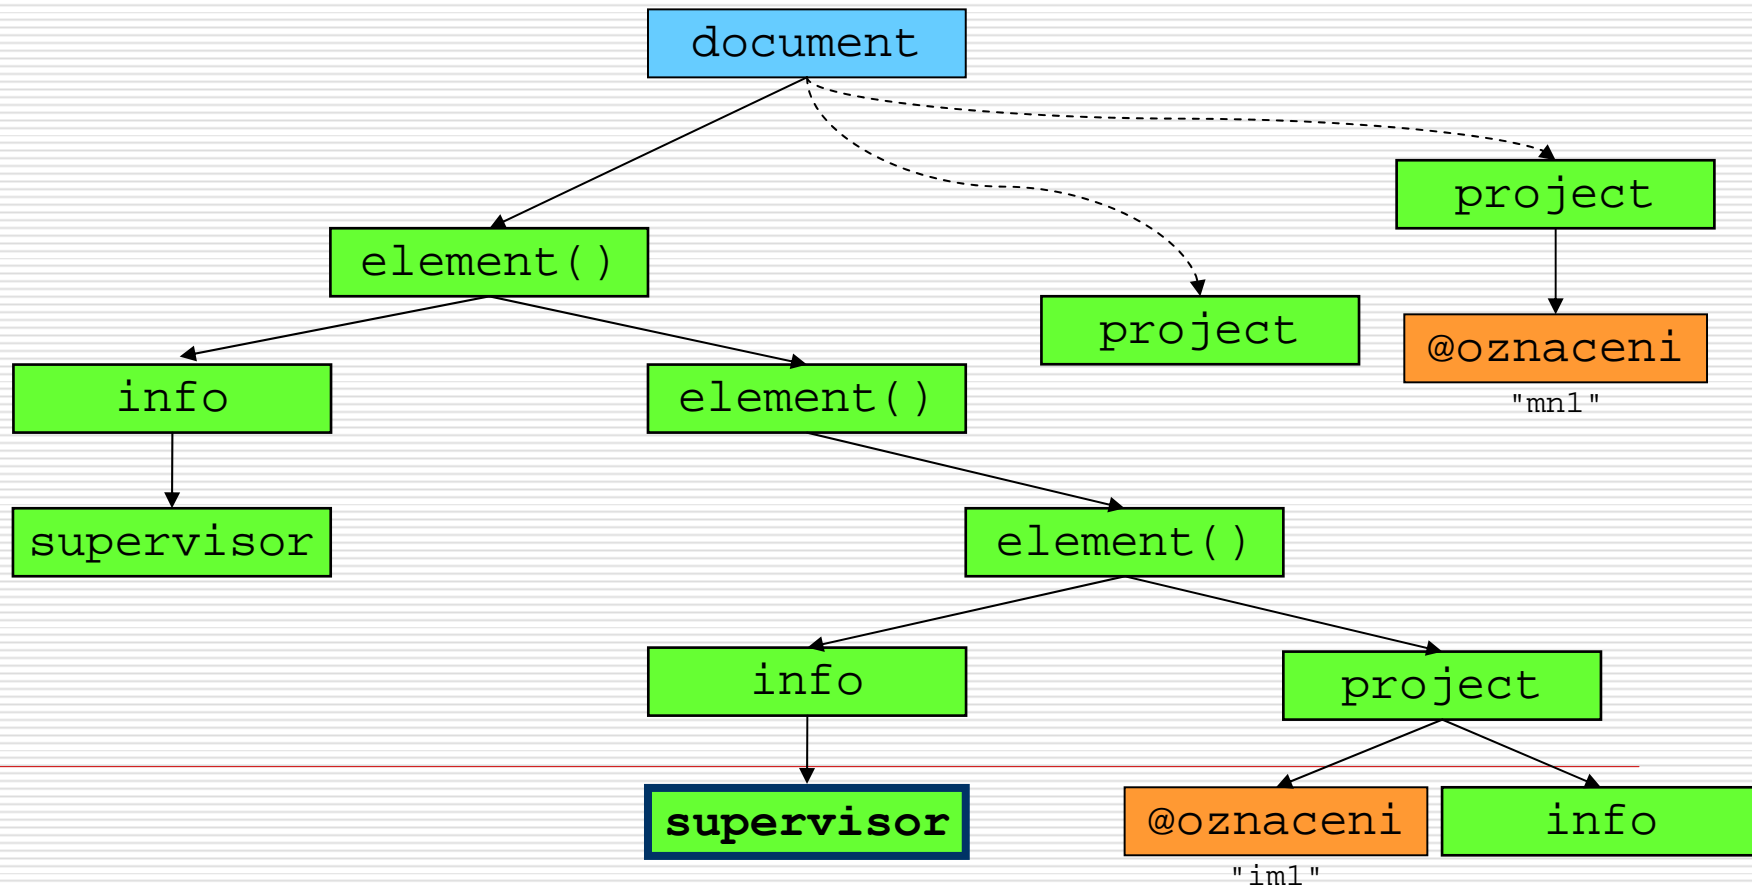 document
project
element()
project
@oznaceni
"mn1"
info
element()
supervisor
element()
info
project
supervisor
@oznaceni
info
"im1"